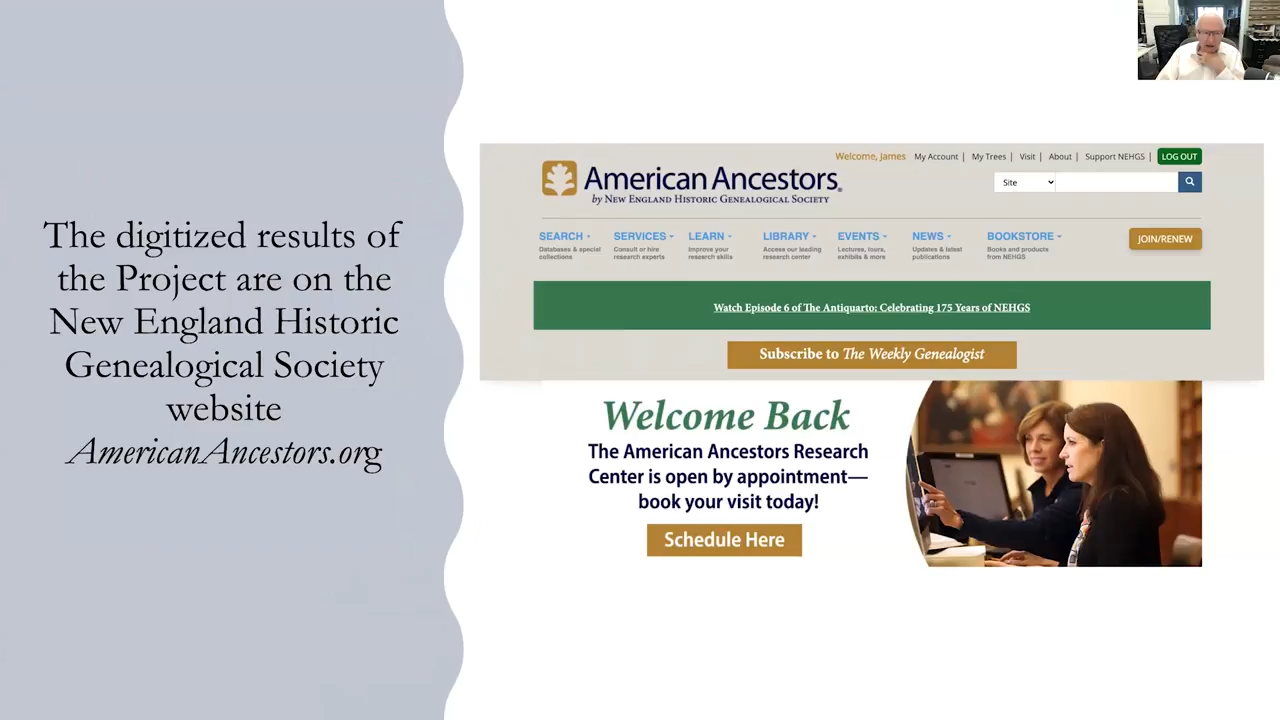 The digitized results of
the Project are on the
New England Historic
Genealogical Society
website
AmericanAncestors.org
Welcome, James My Account | My Trees | Visit | About | Support NEHGS | LOG OUT
American Ancestors®
by NEW ENGLAND HISTORIC GENEALOGICAL SOCIETY
Site
SEARCH SERVICES LEARN LIBRARY EVENTS NEWS BOOKSTORE JOIN/RENEW
Databases & special Consult or hire Improve your Access our leading Lectures, tours, Updates & latest Books and products
collections research experts research skills research center exhibits & more publications from NEHGS
Watch Episode 6 of The Antiquarto: Celebrating 175 Years of NEHGS
Subscribe to The Weekly Genealogist
Welcome Back
The American Ancestors Research
Center is open by appointment—
book your visit today!
Schedule Here